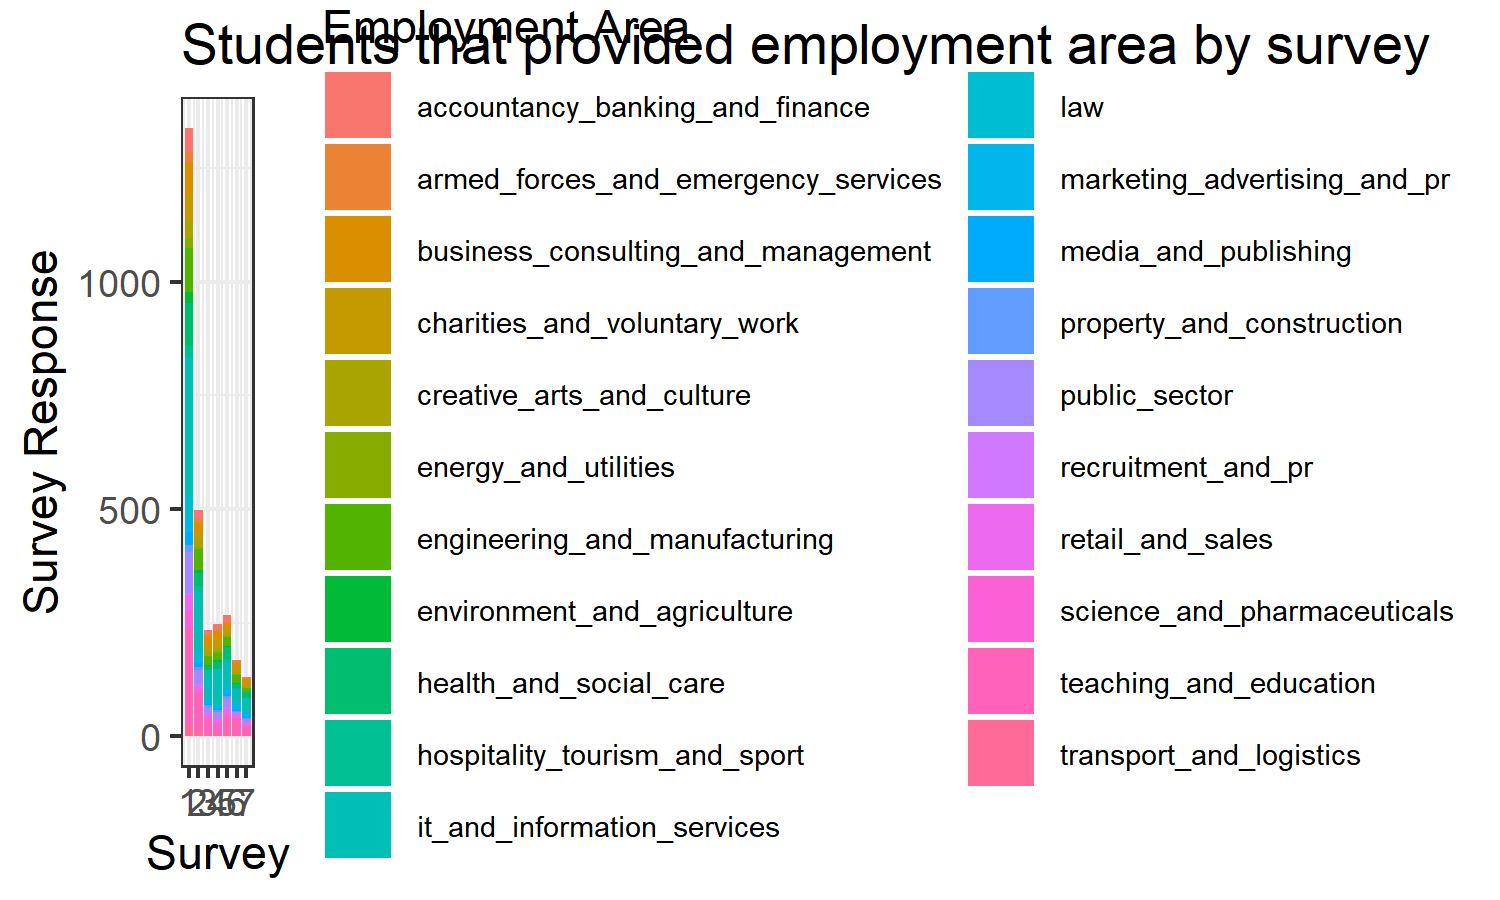 Employment Area
Students that provided employment area by survey
accountancy_banking_and_finance
armed_forces_and_emergency_services
business_consulting_and_management
charities_and_voluntary_work
creative_arts_and_culture
energy_and_utilities
engineering_and_manufacturing
environment_and_agriculture
health_and_social_care
hospitality_tourism_and_sport
it_and_information_services
law
marketing_advertising_and_pr
media_and_publishing
property_and_construction
public_sector
recruitment_and_pr
retail_and_sales
science_and_pharmaceuticals
teaching_and_education
transport_and_logistics
Survey Response
1000
500
0
1234567
Survey